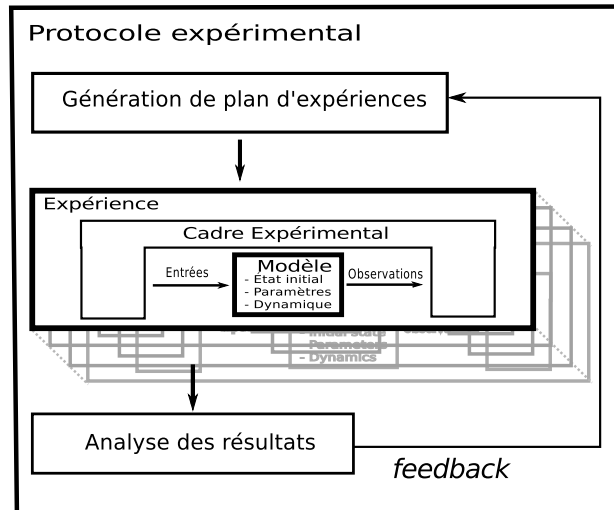 Protocole expérimental
Génération de plan d'expériences
Expérience
Cadre Expérimental
Entrées
Modèle
- État initial
- Paramètres
- Dynamique
Observations
- Parameters
- Dynamics
Analyse des résultats
feedback